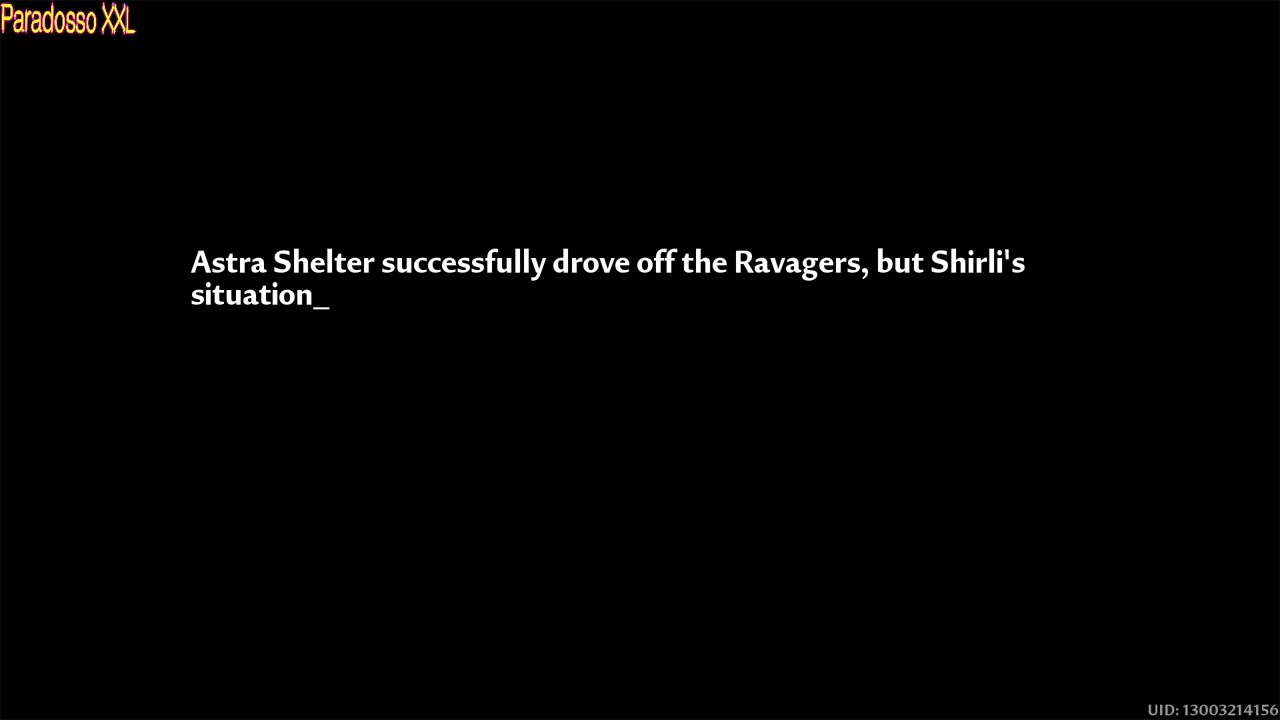 Paradosso XXL
Astra Shelter successfully drove off the Ravagers, but Shirli's
situation_
UID: 13003214156